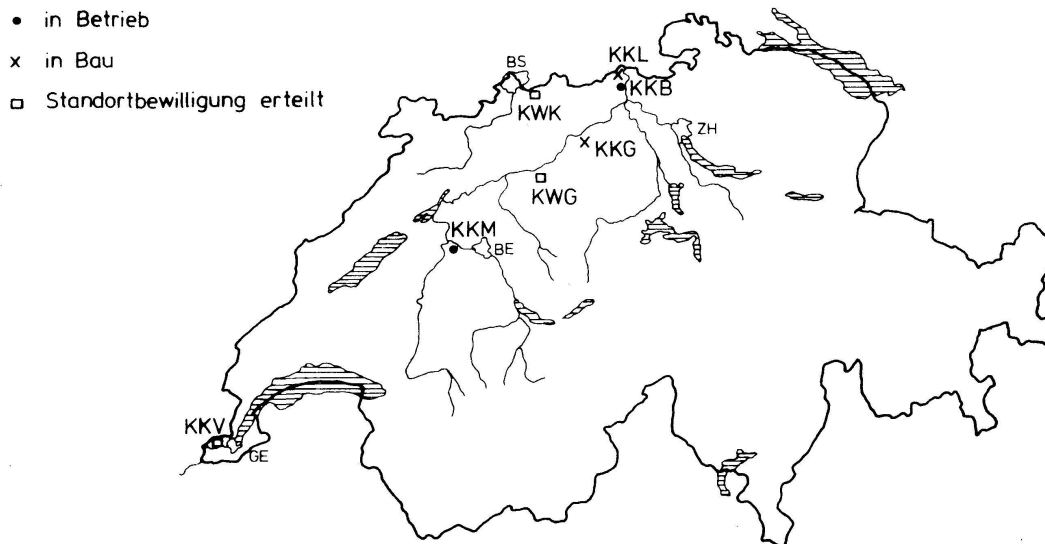 ● in Betrieb
x in Bau
□ Standortbewilligung erteilt
BS
KKL
KKB
KWK
ZH
KKG
KWG
KKM
BE
KKV
GE